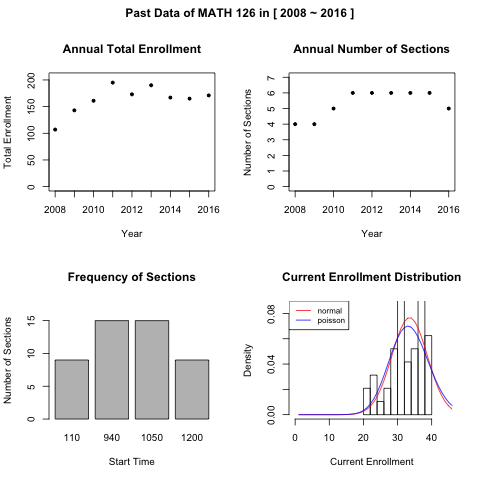 Past Data of MATH 126 in [ 2008 ~ 2016 ]
Annual Total Enrollment
Total Enrollment
0 50 100 150 200
2008 2010 2012 2014 2016
Year
Annual Number of Sections
Number of Sections
0 1 2 3 4 5 6 7
2008 2010 2012 2014 2016
Year
Frequency of Sections
Number of Sections
0 5 10 15
110 940 1050 1200
Start Time
Current Enrollment Distribution
normal
poisson
Density
0.00 0.04 0.08
0 10 20 30 40
Current Enrollment